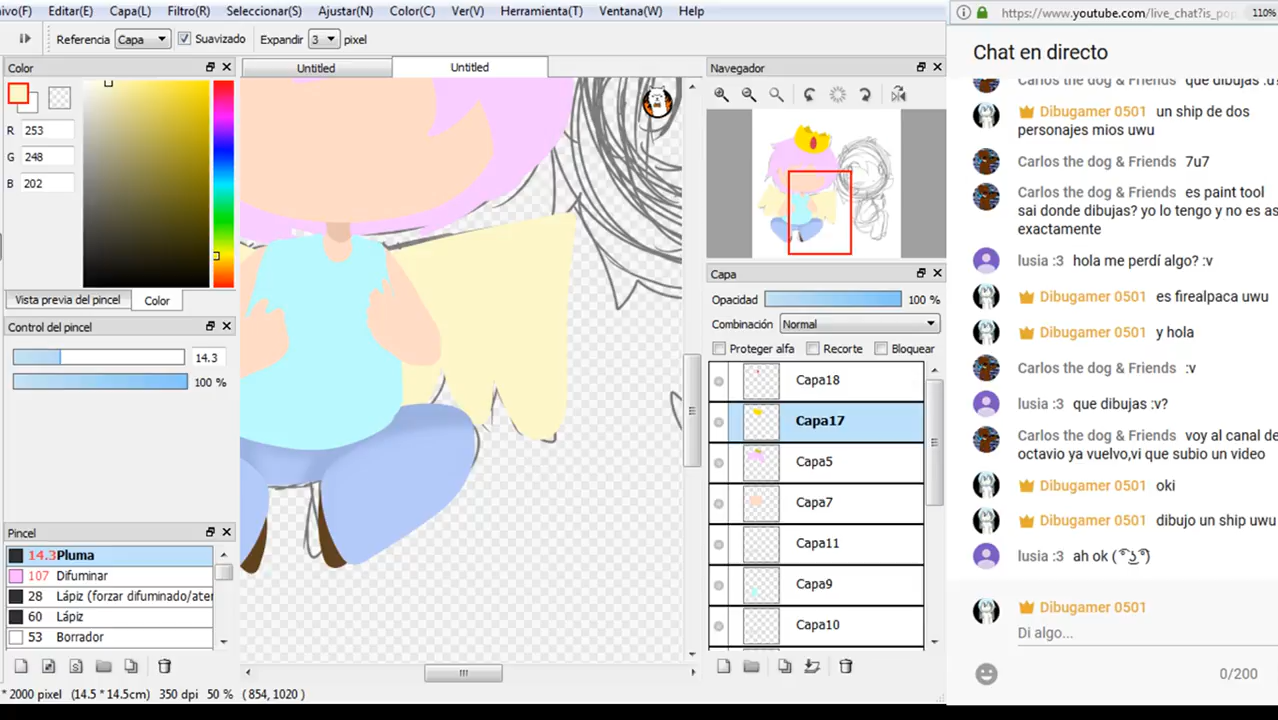 ivo(F) Editar(E) Capa(L) Filtro(R) Seleccionar(S) Ajustar(N) Color(C) Ver(V) Herramienta(T) Ventana(W) Help
Referencia Capa Suavizado Expandir 3 pixel
Color
R 253
G 248
B 202
Vista previa del pincel Color
Control del pincel
14.3
100 %
Pincel
14.3 Pluma
107 Difuminar
28 Lápiz (forzar difuminado/ater
60 Lápiz
53 Borrador
* 2000 pixel (14.5 * 14.5cm) 350 dpi 50 % ( 854, 1020 )
Untitled Untitled
Navegador
Capa
Opacidad 100 %
Combinación Normal
Proteger alfa Recorte Bloquear
Capa18
Capa17
Capa5
Capa7
Capa11
Capa9
Capa10
https://www.youtube.com/live_chat?is_po 110%
Chat en directo
Carlos the dog & Friends que dibujas :u
Dibugamer 0501 un ship de dos
personajes mios uwu
Carlos the dog & Friends 7u7
Carlos the dog & Friends es paint tool
sai donde dibujas? yo lo tengo y no es as
exactamente
lusia :3 hola me perdí algo? :v
Dibugamer 0501 es firealpaca uwu
Dibugamer 0501 y hola
Carlos the dog & Friends :v
lusia :3 que dibujas :v?
Carlos the dog & Friends voy al canal de
octavio ya vuelvo,vi que subio un video
Dibugamer 0501 oki
Dibugamer 0501 dibujo un ship uwu
lusia :3 ah ok ( ͡° ͜ʖ ͡°)
Dibugamer 0501
Di algo...
0/200